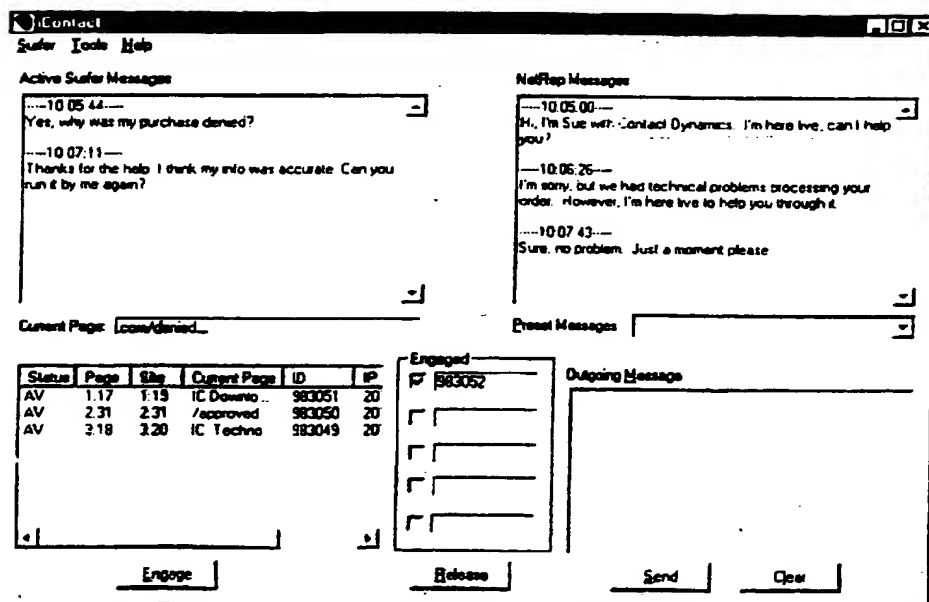 iContact
Surfer Tools Help
Active Surfer Messages
----10:05:44----
Yes, why was my purchase denied?
----10:07:11----
Thanks for the help. I think my info was accurate. Can you
run it by me again?
NetRep Messages
----10:05:00----
Hi, I'm Sue with Contact Dynamics. I'm here live, can I help
you?
----10:06:26----
I'm sorry, but we had technical problems processing your
order. However, I'm here live to help you through it.
----10:07:43----
Sure, no problem. Just a moment please
Current Page: .com/denied...
Preset Messages
Status Page Site Current Page ID IP
AV 1:17 1:19 IC Downlo... 983051 20
AV 2:31 2:31 /approved 983050 20
AV 3:18 3:20 IC Techno 983049 20
Engaged
983052
Outgoing Message
Engage
Release
Send
Clear